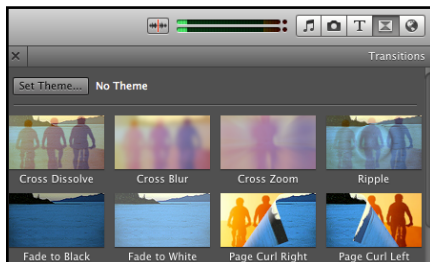 T
× Transitions
Set Theme... No Theme
Cross Dissolve Cross Blur Cross Zoom Ripple
Fade to Black Fade to White Page Curl Right Page Curl Left